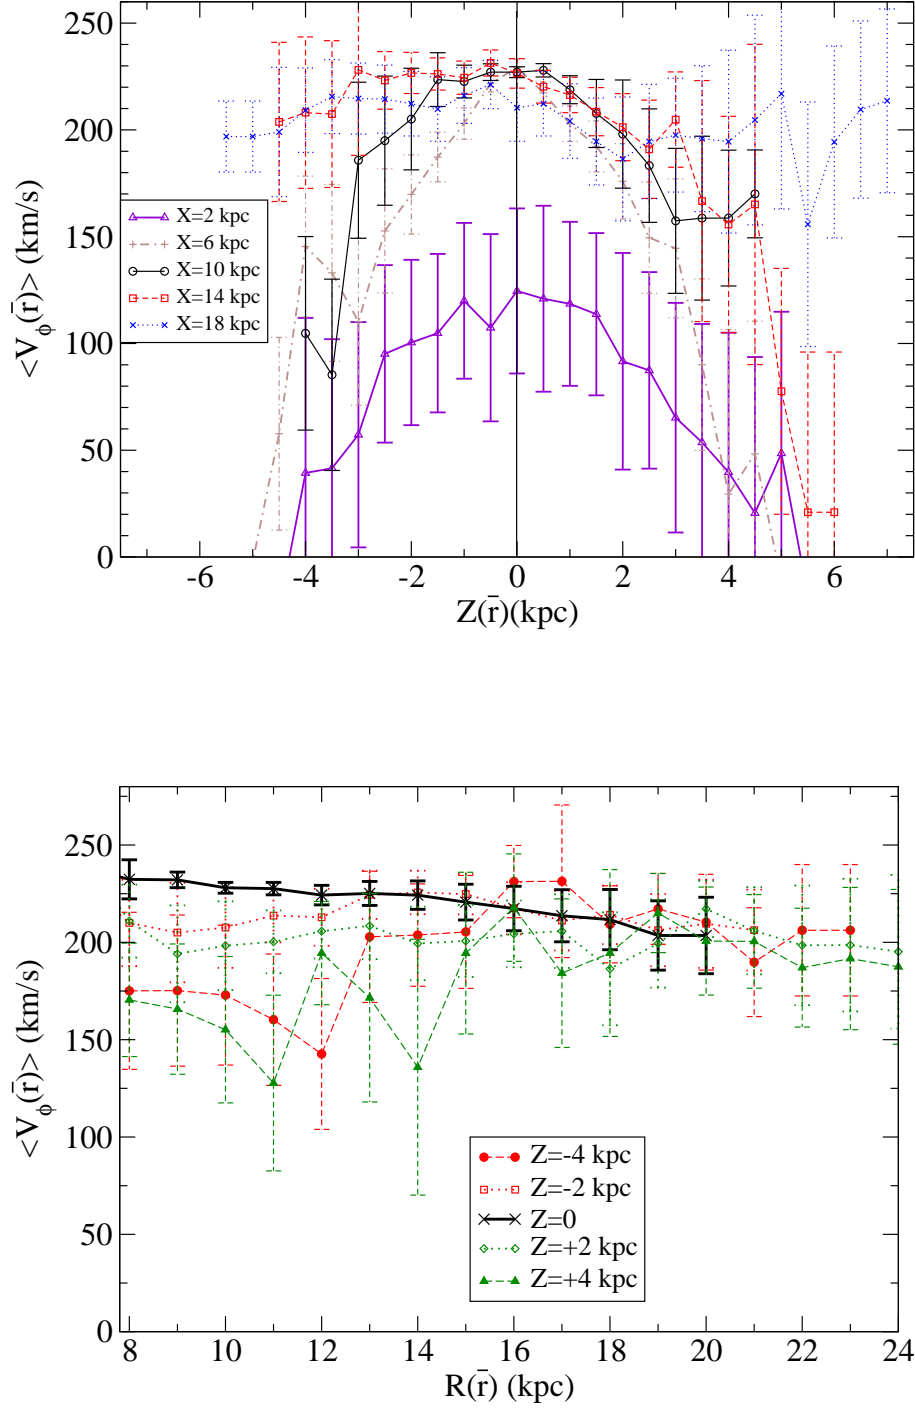 250
200
150
100
50
0
<V_ϕ(r̄)> (km/s)
X=2 kpc
X=6 kpc
X=10 kpc
X=14 kpc
X=18 kpc
-6 -4 -2 0 2 4 6
Z(r̄)(kpc)
250
200
150
100
50
0
<V_ϕ(r̄)> (km/s)
Z=-4 kpc
Z=-2 kpc
Z=0
Z=+2 kpc
Z=+4 kpc
8 10 12 14 16 18 20 22 24
R(r̄) (kpc)